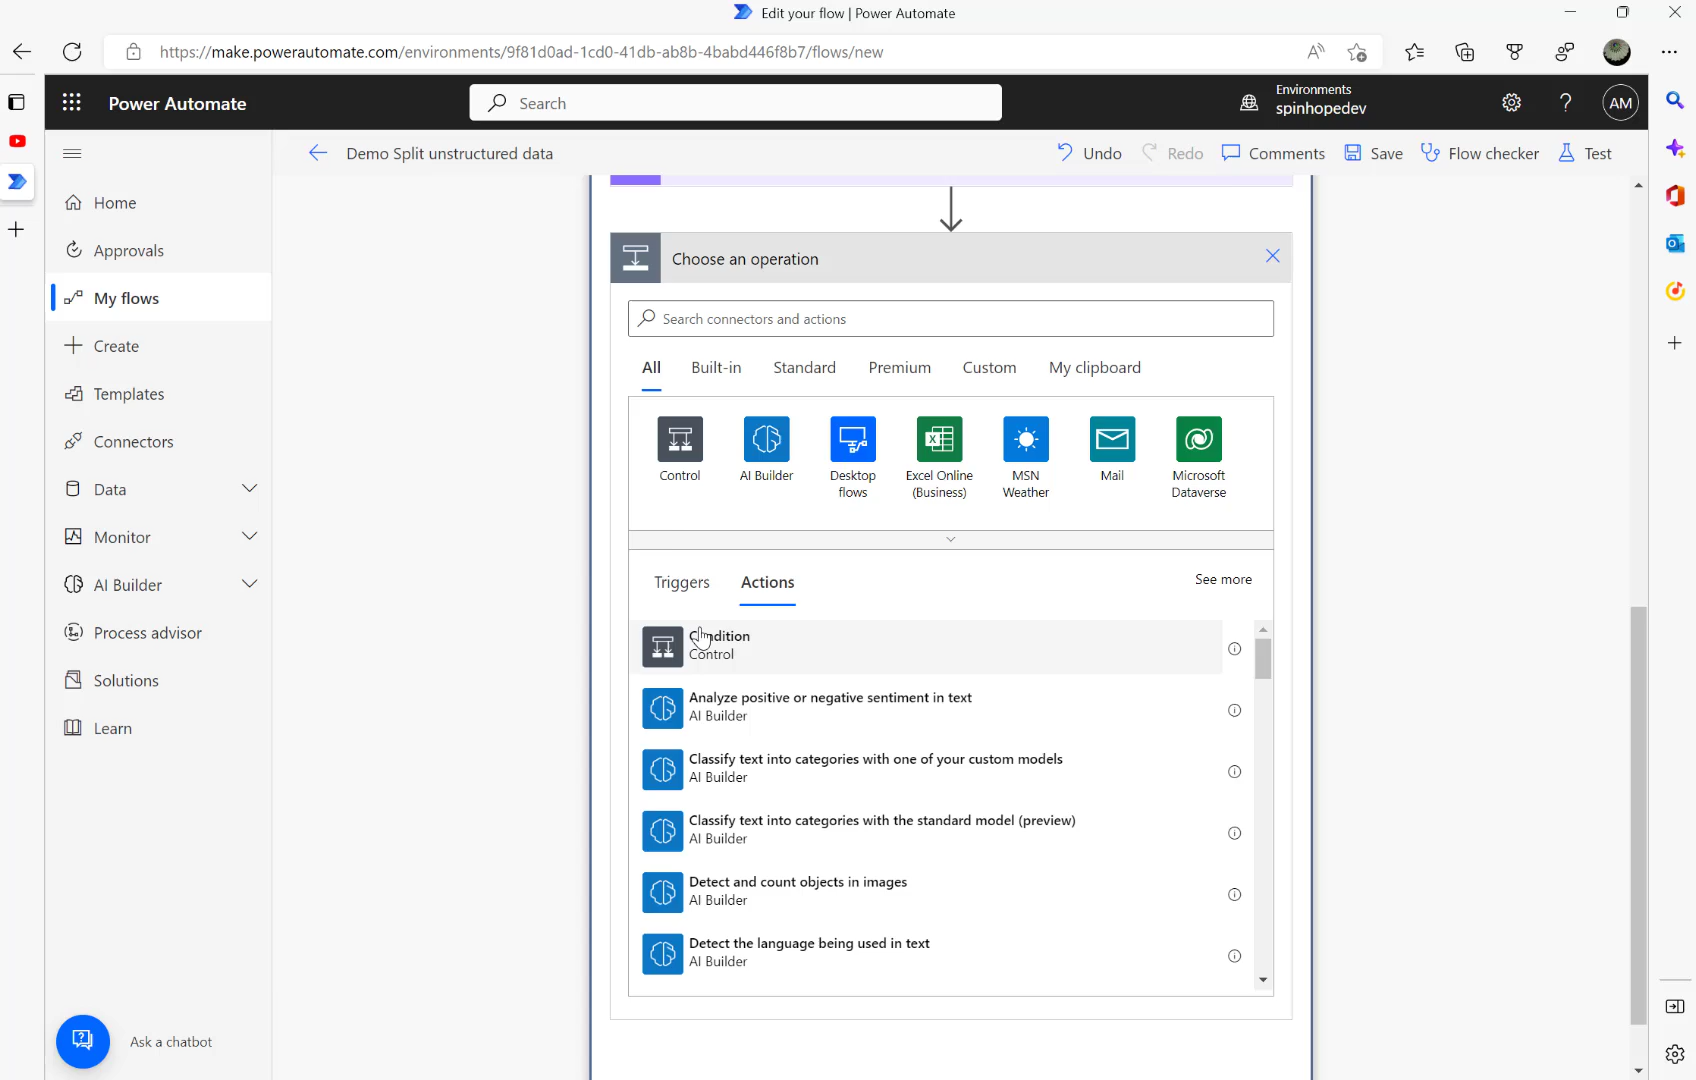 Edit your flow | Power Automate
https://make.powerautomate.com/environments/9f81d0ad-1cd0-41db-ab8b-4babd446f8b7/flows/new
Power Automate
Search
Environments
spinhopedev
?
AM
Demo Split unstructured data
Undo
Redo
Comments
Save
Flow checker
Test
Home
Approvals
My flows
Create
Templates
Connectors
Data
Monitor
AI Builder
Process advisor
Solutions
Learn
Ask a chatbot
Choose an operation
Search connectors and actions
All
Built-in
Standard
Premium
Custom
My clipboard
Control
AI Builder
Desktop
flows
Excel Online
(Business)
MSN
Weather
Mail
Microsoft
Dataverse
Triggers
Actions
See more
Condition
Control
Analyze positive or negative sentiment in text
AI Builder
Classify text into categories with one of your custom models
AI Builder
Classify text into categories with the standard model (preview)
AI Builder
Detect and count objects in images
AI Builder
Detect the language being used in text
AI Builder